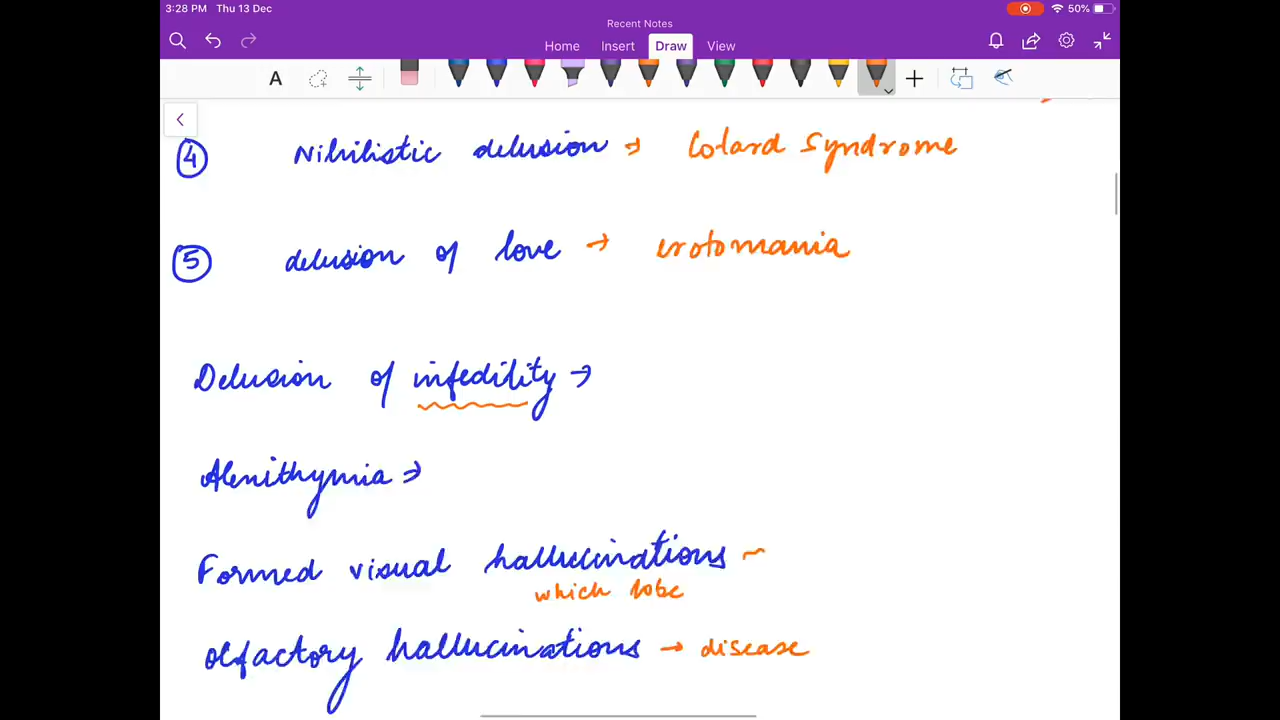 3:28 PM Thu 13 Dec 50%
Recent Notes
Home Insert Draw View
A
4 Nihilistic delusion → Cotard Syndrome
5 delusion of love → erotomania
Delusion of infedility →
Alenithymia →
Formed visual hallucinations ~
which lobe
Olfactory hallucinations → disease